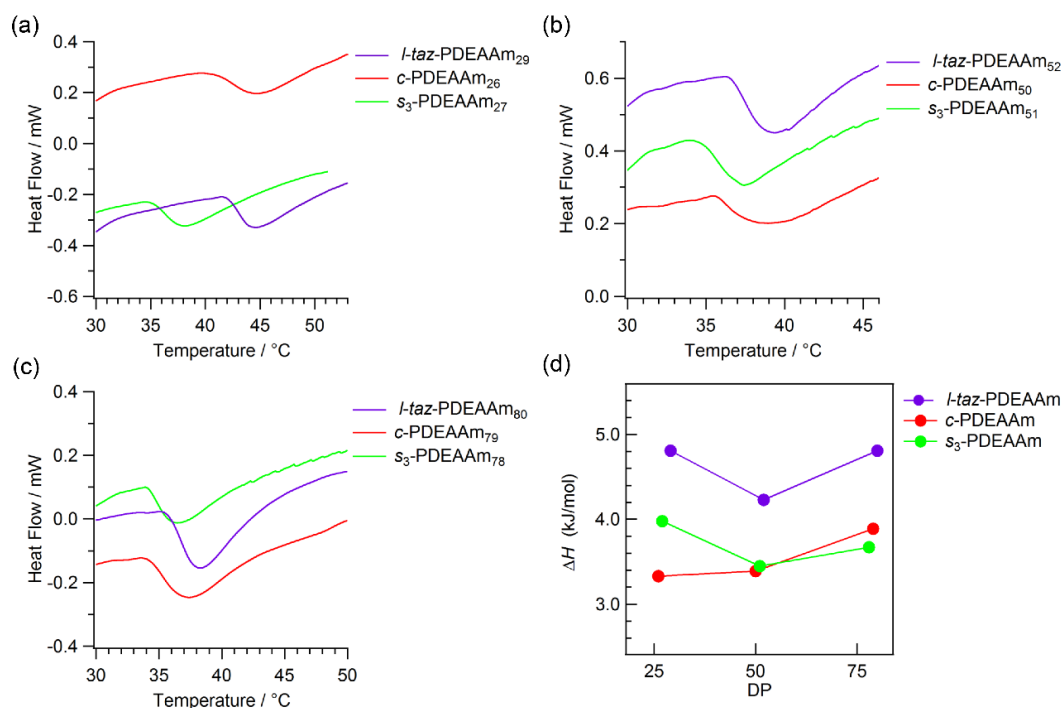 (a)
0.4
0.2
0.0
-0.2
-0.4
-0.6
Heat Flow / mW
30
35
40
45
50
Temperature / °C
l-taz-PDEAAm29
c-PDEAAm26
s3-PDEAAm27
(b)
0.6
0.4
0.2
0.0
Heat Flow / mW
30
35
40
45
Temperature / °C
l-taz-PDEAAm52
c-PDEAAm50
s3-PDEAAm51
(c)
0.4
0.2
0.0
-0.2
-0.4
Heat Flow / mW
30
35
40
45
50
Temperature / °C
l-taz-PDEAAm80
c-PDEAAm79
s3-PDEAAm78
(d)
5.0
4.0
3.0
ΔH (kJ/mol)
25
50
75
DP
l-taz-PDEAAm
c-PDEAAm
s3-PDEAAm